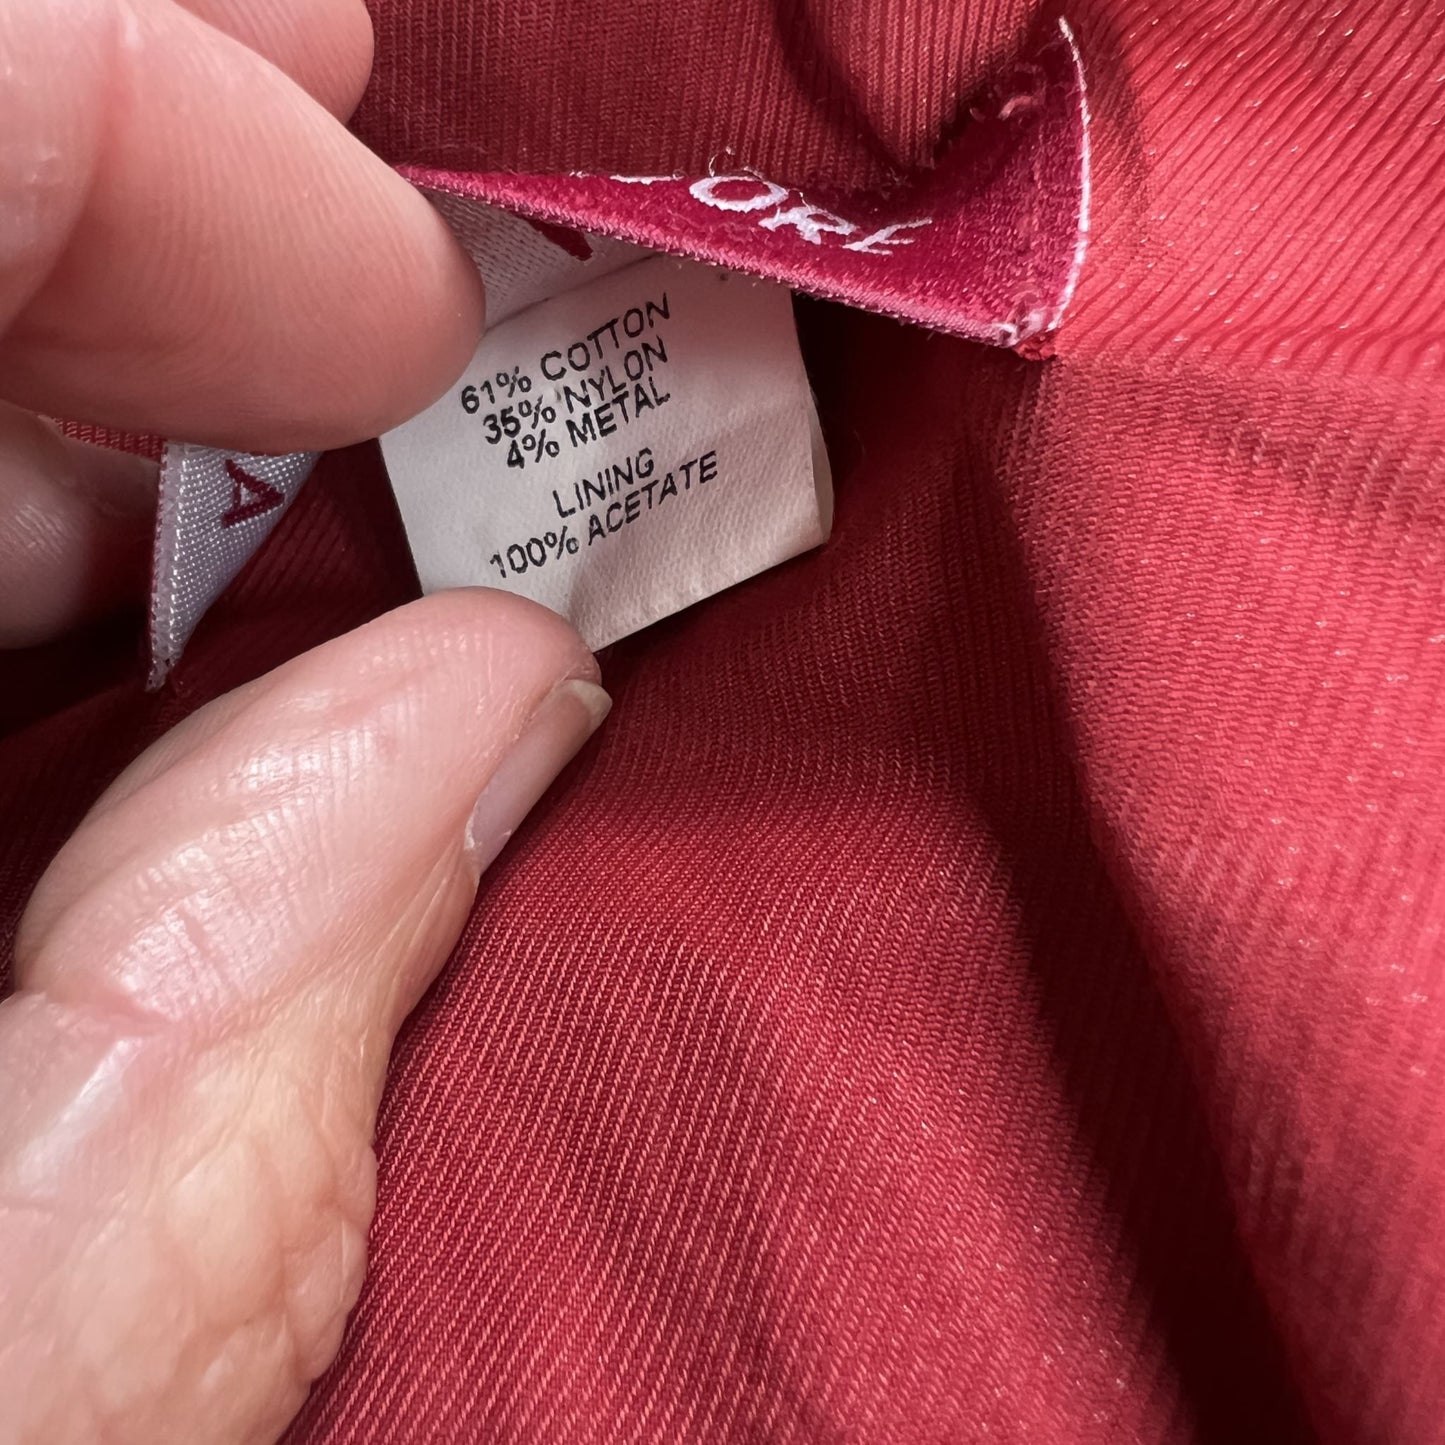 61% COTTON
35% NYLON
4% METAL
LINING
100% ACETATE